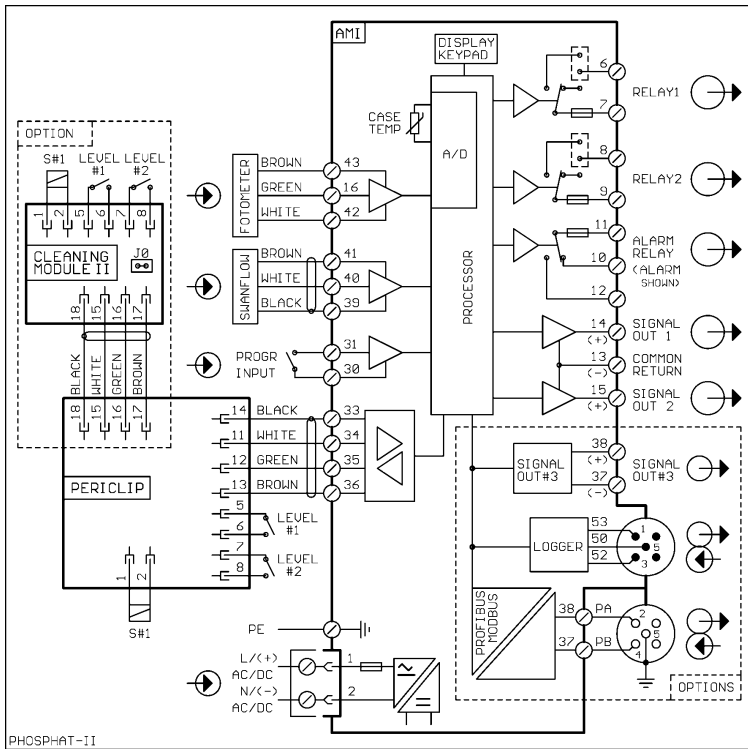 AMI
DISPLAY
KEYPAD
CASE
TEMP
A/D
PROCESSOR
6
RELAY1
7
8
RELAY2
9
11
ALARM
RELAY
10
(ALARM
SHOWN)
12
14
(+)
SIGNAL
OUT 1
13
(-)
COMMON
RETURN
15
(+)
SIGNAL
OUT 2
OPTION
S#1
LEVEL
#1
LEVEL
#2
1
2
5
6
7
8
CLEANING
MODULE II
J0
18
15
16
17
BLACK
WHITE
GREEN
BROWN
18
15
16
17
FOTOMETER
BROWN
43
GREEN
16
WHITE
42
SWANFLOW
BROWN
41
WHITE
40
BLACK
39
PROGR
INPUT
31
30
PERICLIP
14
BLACK
33
11
WHITE
34
12
GREEN
35
13
BROWN
36
5
6
LEVEL
#1
7
8
LEVEL
#2
1
2
S#1
SIGNAL
OUT#3
38
(+)
37
(-)
SIGNAL
OUT#3
LOGGER
53
50
52
1
5
3
PROFIBUS
MODBUS
38
PA
37
PB
2
5
4
OPTIONS
PE
L/(+)
AC/DC
1
N/(-)
AC/DC
2
PHOSPHAT-II